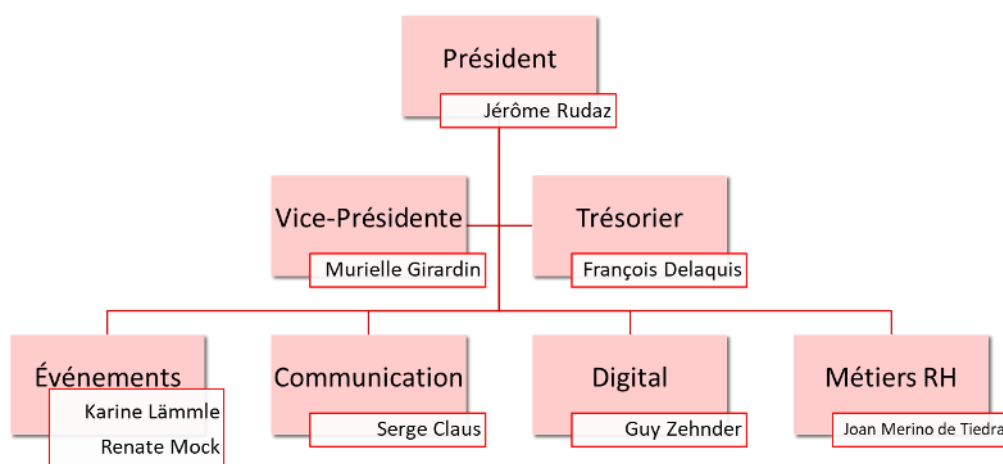 Président
Jérôme Rudaz
Vice-Présidente
Murielle Girardin
Trésorier
François Delaquis
Événements
Karine Lämmle
Renate Mock
Communication
Serge Claus
Digital
Guy Zehnder
Métiers RH
Joan Merino de Tiedra